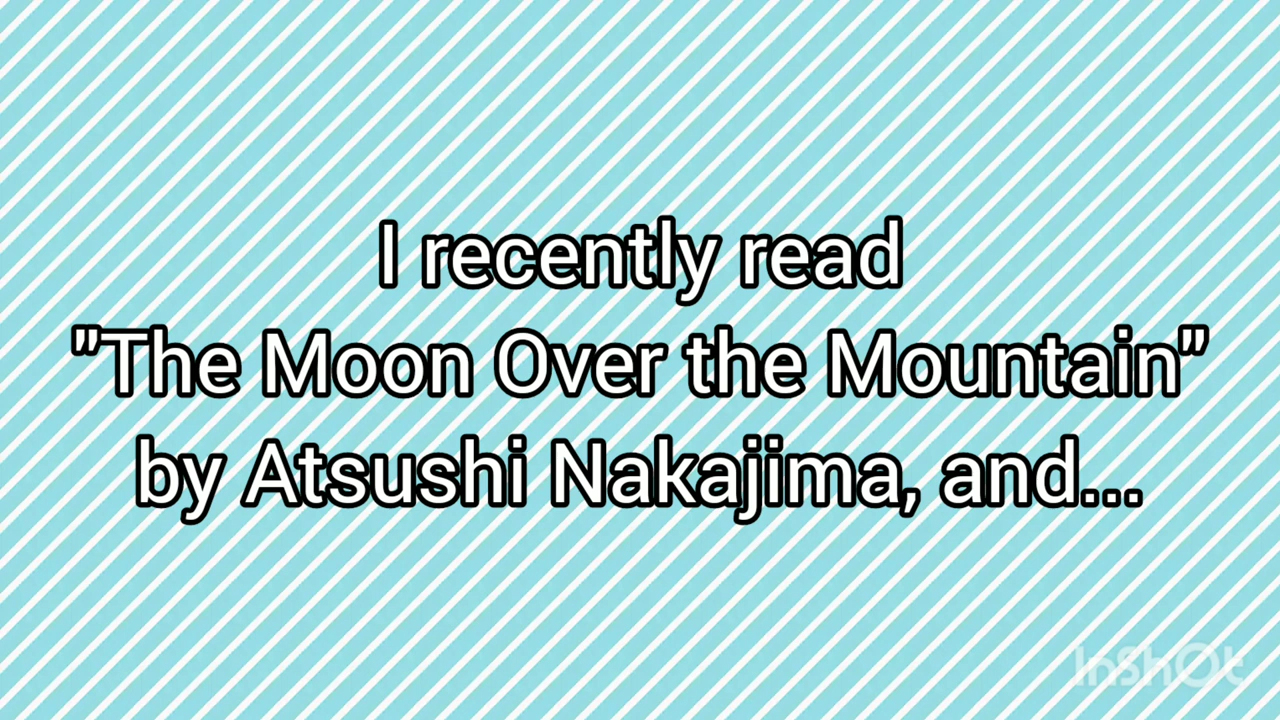 I recently read
"The Moon Over the Mountain"
by Atsushi Nakajima, and...
InShOt